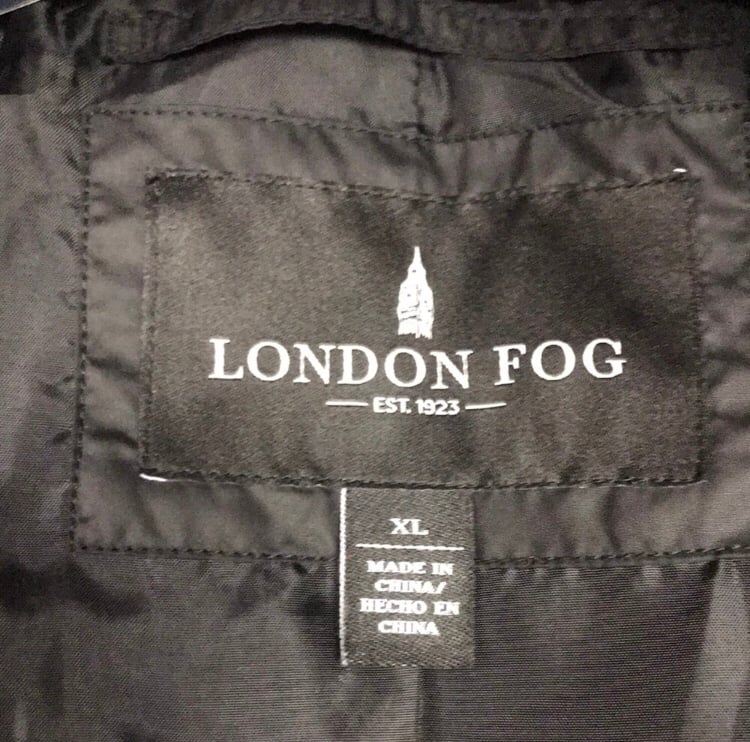 LONDON FOG
EST. 1923
XL
MADE IN
CHINA/
HECHO EN
CHINA